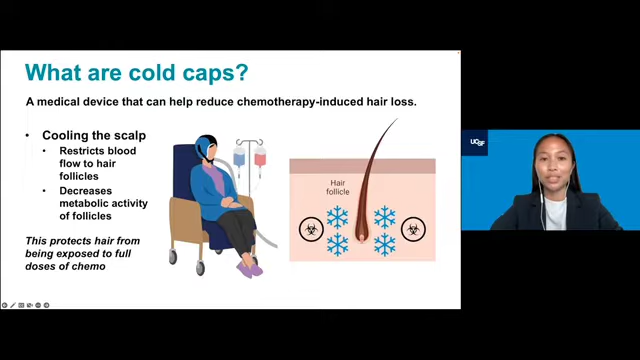 What are cold caps?
A medical device that can help reduce chemotherapy-induced hair loss.
• Cooling the scalp
• Restricts blood
flow to hair
follicles
• Decreases
metabolic activity
of follicles
This protects hair from
being exposed to full
doses of chemo
Hair
follicle
UCSF